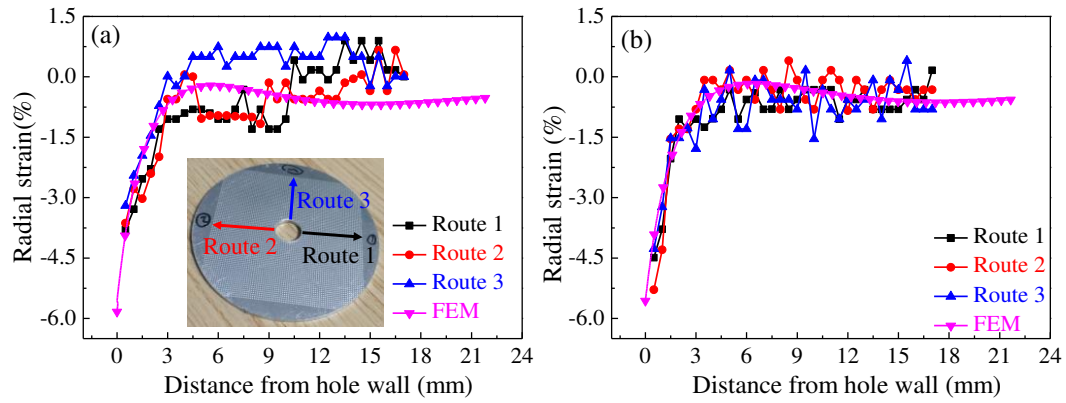 (a)
Radial strain(%)
1.5
0.0
-1.5
-3.0
-4.5
-6.0
0 3 6 9 12 15 18 21 24
Distance from hole wall (mm)
Route 3
Route 2
Route 1
Route 1
Route 2
Route 3
FEM
(b)
Radial strain (%)
1.5
0.0
-1.5
-3.0
-4.5
-6.0
0 3 6 9 12 15 18 21 24
Distance from hole wall (mm)
Route 1
Route 2
Route 3
FEM